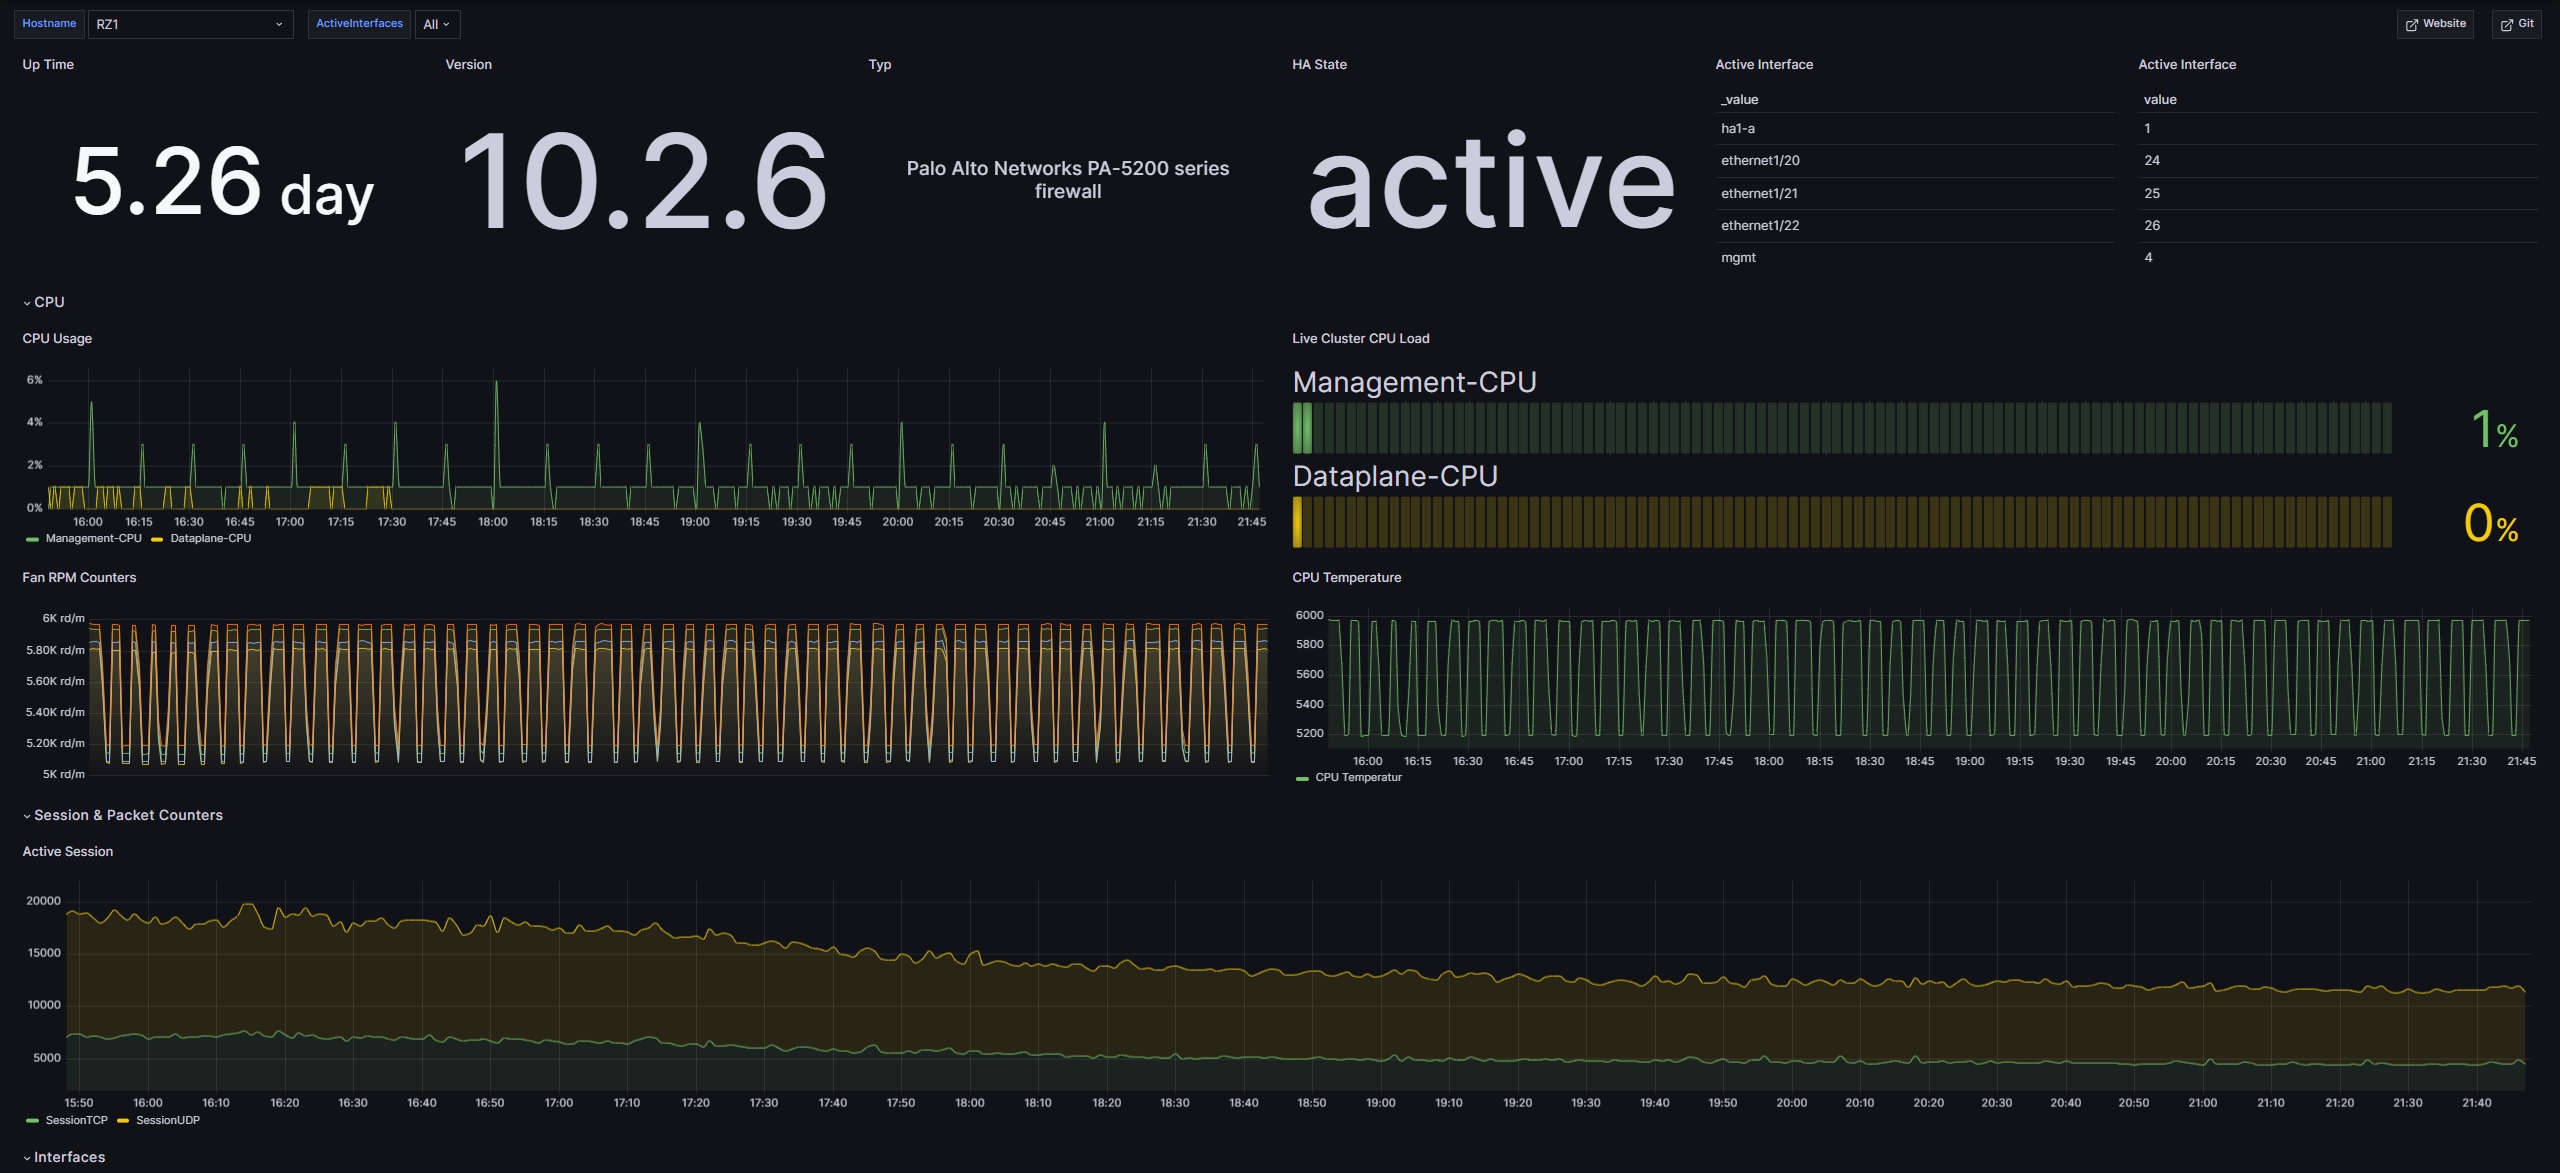 Hostname RZ1 ActiveInterfaces All Website Git
Up Time Version Typ HA State Active Interface Active Interface
_value value
ha1-a 1
ethernet1/20 24
5.26 day 10.2.6 Palo Alto Networks PA-5200 series active
firewall
ethernet1/21 25
ethernet1/22 26
mgmt 4
CPU
CPU Usage
6%
4%
2%
0%
16:00 16:15 16:30 16:45 17:00 17:15 17:30 17:45 18:00 18:15 18:30 18:45 19:00 19:15 19:30 19:45 20:00 20:15 20:30 20:45 21:00 21:15 21:30 21:45
Management-CPU Dataplane-CPU
Live Cluster CPU Load
Management-CPU
1%
Dataplane-CPU
0%
Fan RPM Counters
6K rd/m
5.80K rd/m
5.60K rd/m
5.40K rd/m
5.20K rd/m
5K rd/m
CPU Temperature
6000
5800
5600
5400
5200
16:00 16:15 16:30 16:45 17:00 17:15 17:30 17:45 18:00 18:15 18:30 18:45 19:00 19:15 19:30 19:45 20:00 20:15 20:30 20:45 21:00 21:15 21:30 21:45
CPU Temperatur
Session & Packet Counters
Active Session
20000
15000
10000
5000
15:50 16:00 16:10 16:20 16:30 16:40 16:50 17:00 17:10 17:20 17:30 17:40 17:50 18:00 18:10 18:20 18:30 18:40 18:50 19:00 19:10 19:20 19:30 19:40 19:50 20:00 20:10 20:20 20:30 20:40 20:50 21:00 21:10 21:20 21:30 21:40
SessionTCP SessionUDP
Interfaces